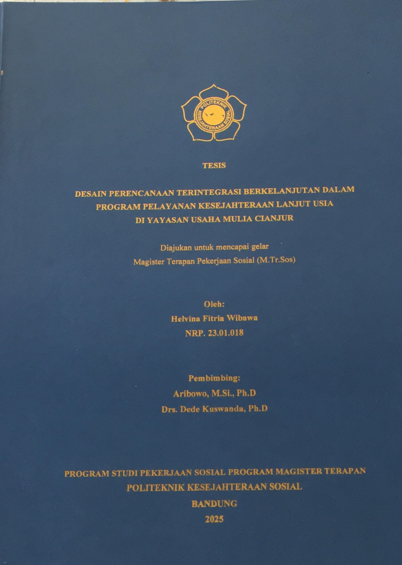 TESIS
DESAIN PERENCANAAN TERINTEGRASI BERKELANJUTAN DALAM
PROGRAM PELAYANAN KESEJAHTERAAN LANJUT USIA
DI YAYASAN USAHA MULIA CIANJUR
Diajukan untuk mencapai gelar
Magister Terapan Pekerjaan Sosial (M.Tr.Sos)
Oleh:
Helvina Fitria Wibawa
NRP. 23.01.018
Pembimbing:
Aribowo, M.Si., Ph.D
Drs. Dede Kuswanda, Ph.D
PROGRAM STUDI PEKERJAAN SOSIAL PROGRAM MAGISTER TERAPAN
POLITEKNIK KESEJAHTERAAN SOSIAL
BANDUNG
2025